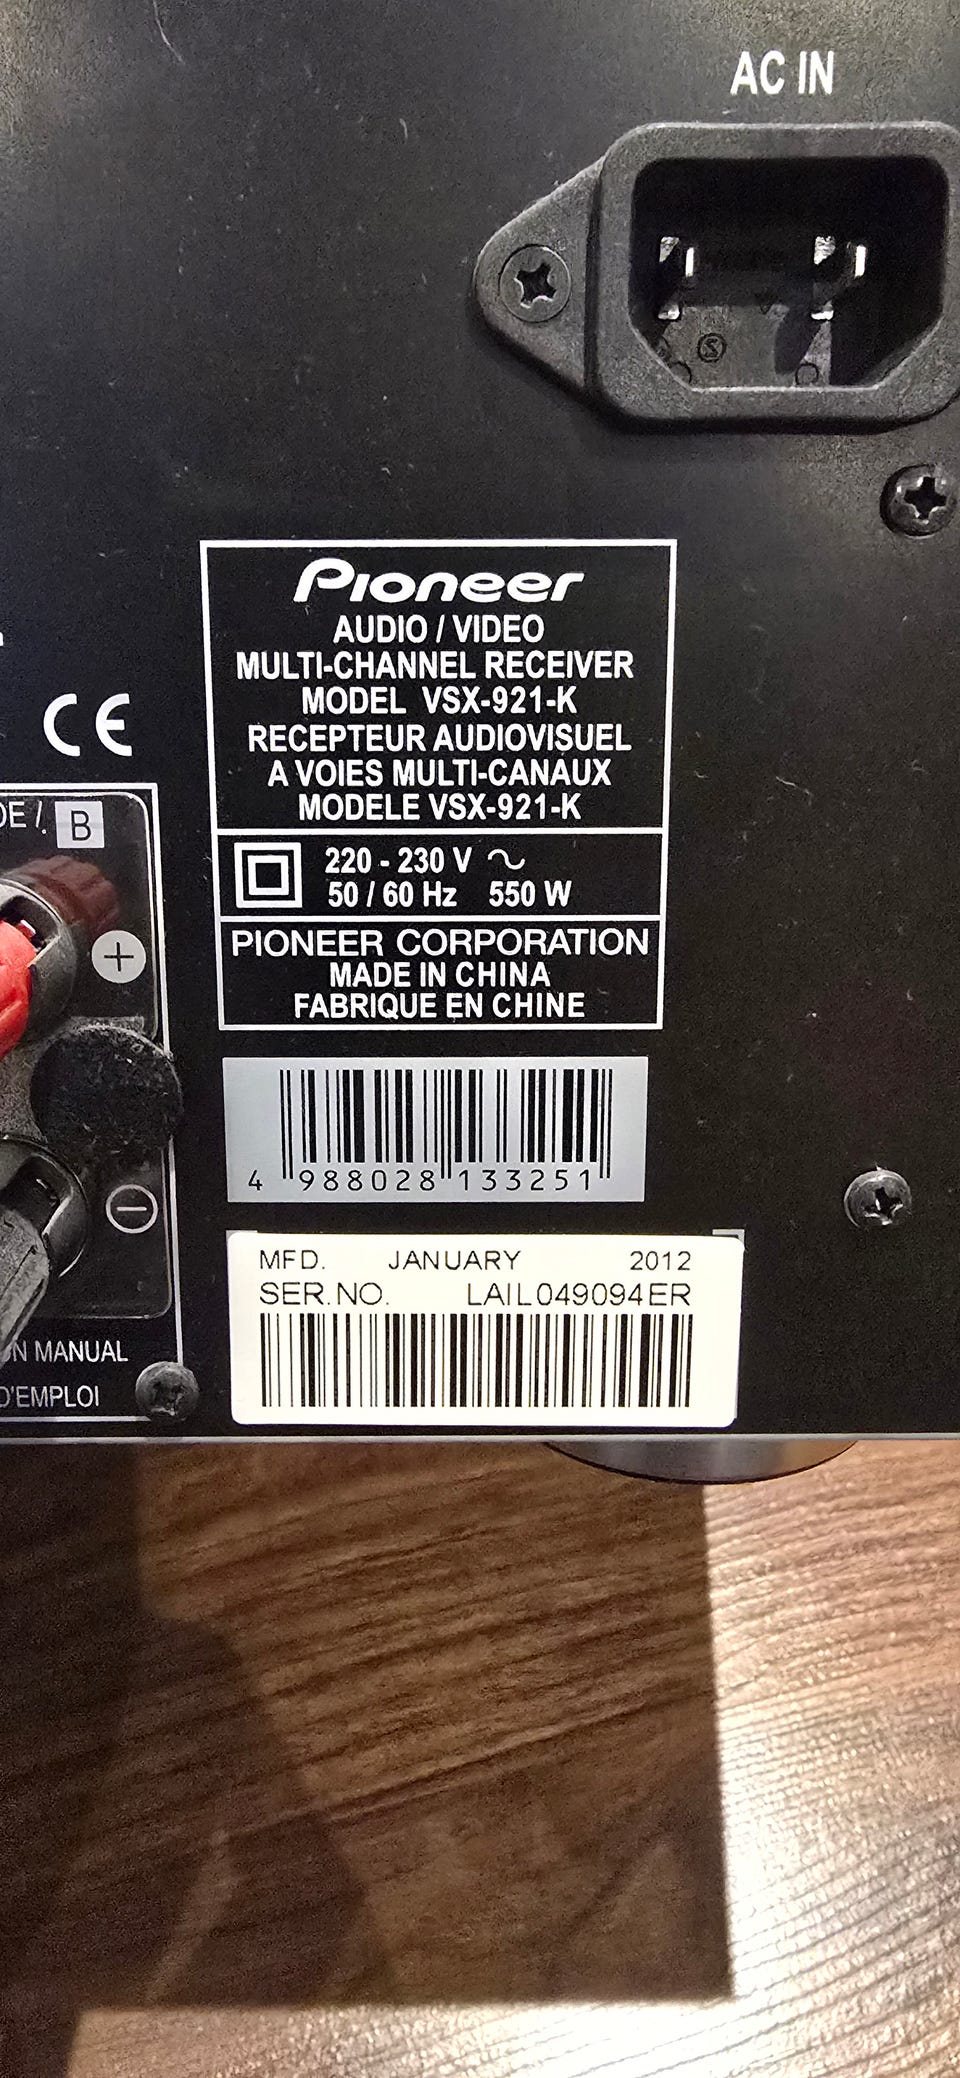 AC IN
Pioneer
AUDIO / VIDEO
MULTI-CHANNEL RECEIVER
MODEL VSX-921-K
RECEPTEUR AUDIOVISUEL
A VOIES MULTI-CANAUX
MODELE VSX-921-K
220 - 230 V ~
50 / 60 Hz 550 W
PIONEER CORPORATION
MADE IN CHINA
FABRIQUE EN CHINE
CE
B
+
−
4 988028 133251
MFD. JANUARY 2012
SER.NO. LAIL049094ER
MANUAL
D'EMPLOI